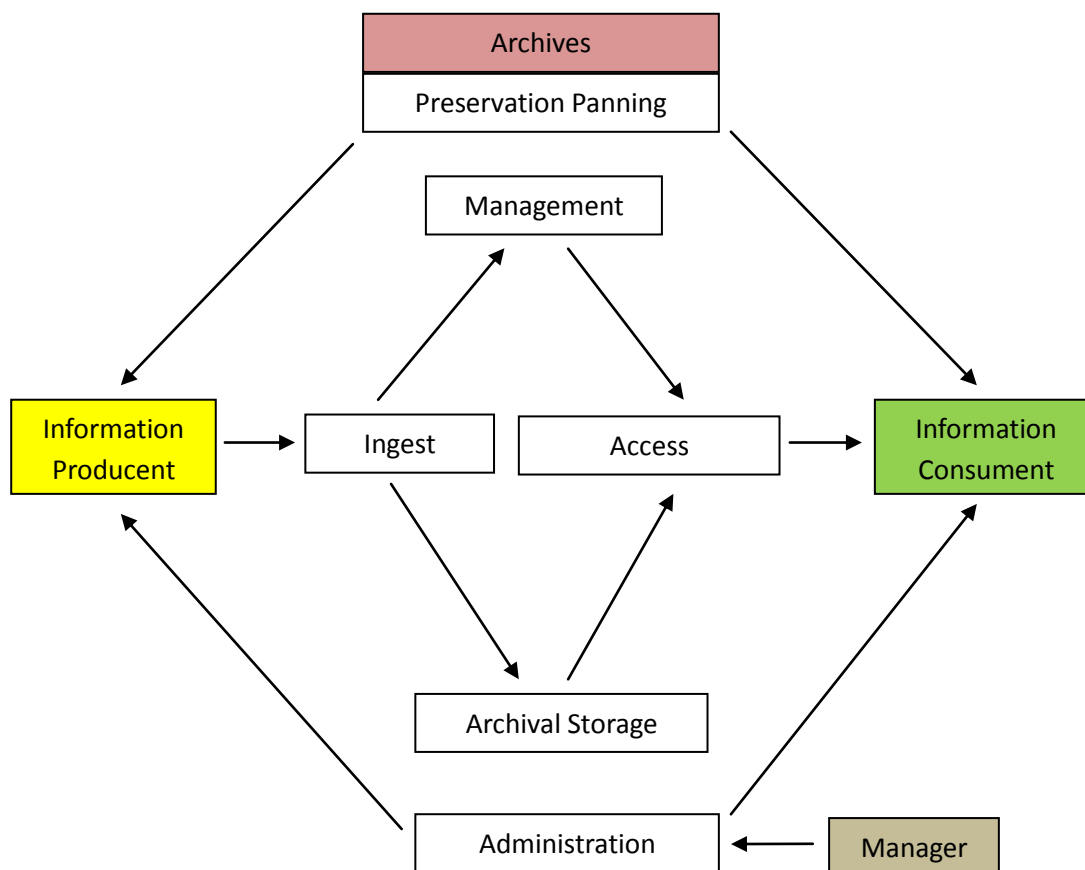 Archives
Preservation Panning
Management
Information
Producent
Ingest
Access
Information
Consument
Archival Storage
Administration
Manager